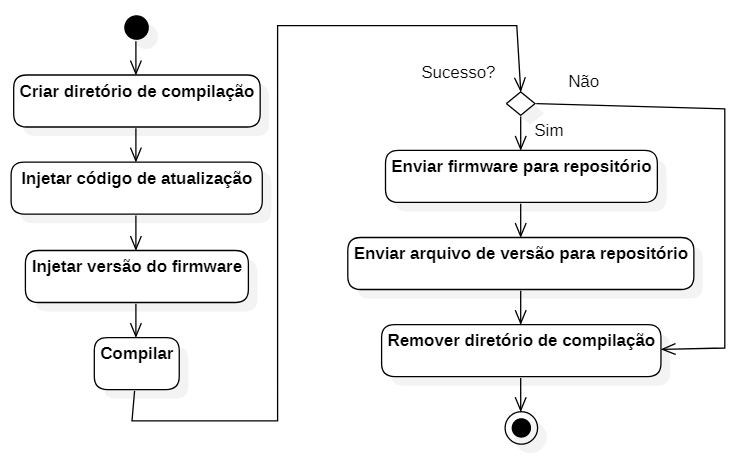 Criar diretório de compilação
Injetar código de atualização
Injetar versão do firmware
Compilar
Sucesso?
Não
Sim
Enviar firmware para repositório
Enviar arquivo de versão para repositório
Remover diretório de compilação